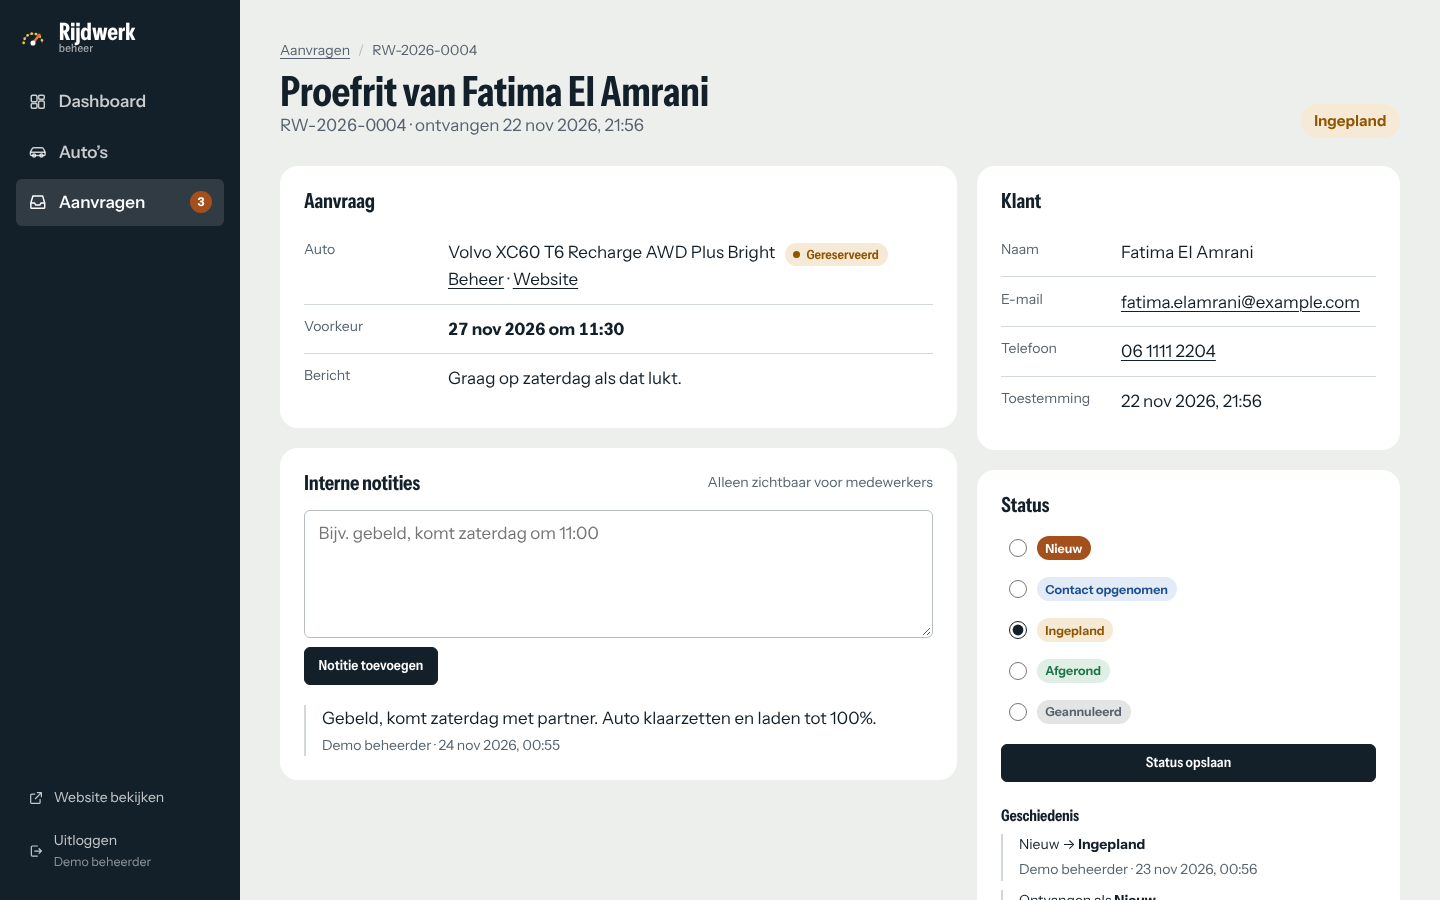 Rijdwerk
beheer
Dashboard
Auto's
Aanvragen 3
Website bekijken
Uitloggen
Demo beheerder
Aanvragen / RW-2026-0004
Proefrit van Fatima El Amrani
RW-2026-0004 · ontvangen 22 nov 2026, 21:56
Ingepland
Aanvraag
Auto Volvo XC60 T6 Recharge AWD Plus Bright Gereserveerd
Beheer · Website
Voorkeur 27 nov 2026 om 11:30
Bericht Graag op zaterdag als dat lukt.
Interne notities Alleen zichtbaar voor medewerkers
Bijv. gebeld, komt zaterdag om 11:00
Notitie toevoegen
Gebeld, komt zaterdag met partner. Auto klaarzetten en laden tot 100%.
Demo beheerder · 24 nov 2026, 00:55
Klant
Naam Fatima El Amrani
E-mail fatima.elamrani@example.com
Telefoon 06 1111 2204
Toestemming 22 nov 2026, 21:56
Status
Nieuw
Contact opgenomen
Ingepland
Afgerond
Geannuleerd
Status opslaan
Geschiedenis
Nieuw → Ingepland
Demo beheerder · 23 nov 2026, 00:56
Ontvangen als Nieuw